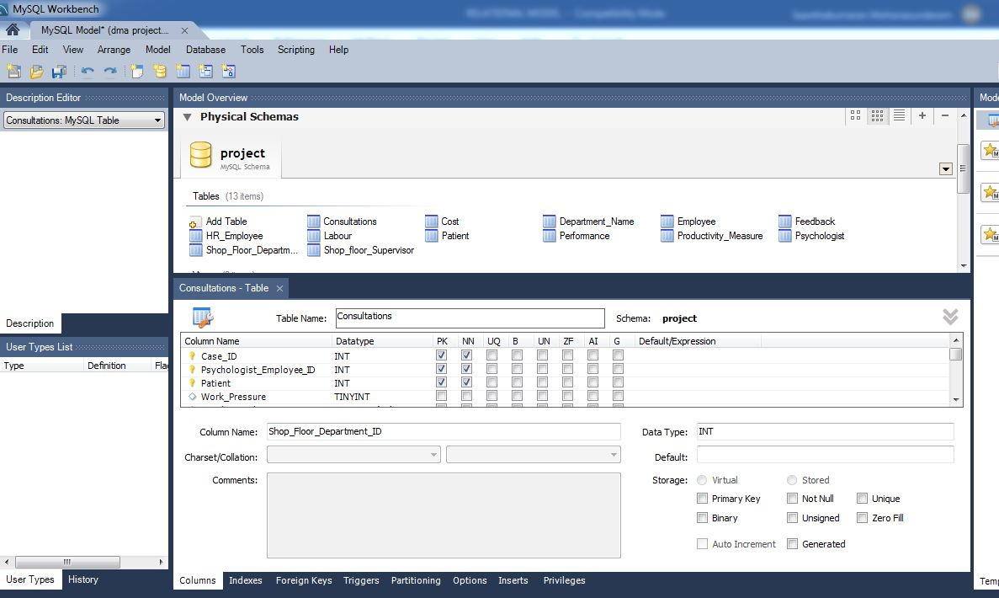 MySQL Workbench
MySQL Model* (dma project....
File Edit View Arrange Model Database Tools Scripting Help
Description Editor
Consultations: MySQL Table
Description
User Types List
Type Definition Flag
User Types History
Model Overview
Physical Schemas
project
MySQL Schema
Tables (13 items)
Add Table Consultations Cost Department_Name Employee Feedback
HR_Employee Labour Patient Performance Productivity_Measure Psychologist
Shop_Floor_Departm... Shop_floor_Supervisor
Consultations - Table
Table Name: Consultations Schema: project
Column Name Datatype PK NN UQ B UN ZF AI G Default/Expression
Case_ID INT
Psychologist_Employee_ID INT
Patient INT
Work_Pressure TINYINT
Column Name: Shop_Floor_Department_ID Data Type: INT
Charset/Collation: Default:
Comments: Storage: Virtual Stored
Primary Key Not Null Unique
Binary Unsigned Zero Fill
Auto Increment Generated
Columns Indexes Foreign Keys Triggers Partitioning Options Inserts Privileges
Mode
M
M
M
Temp